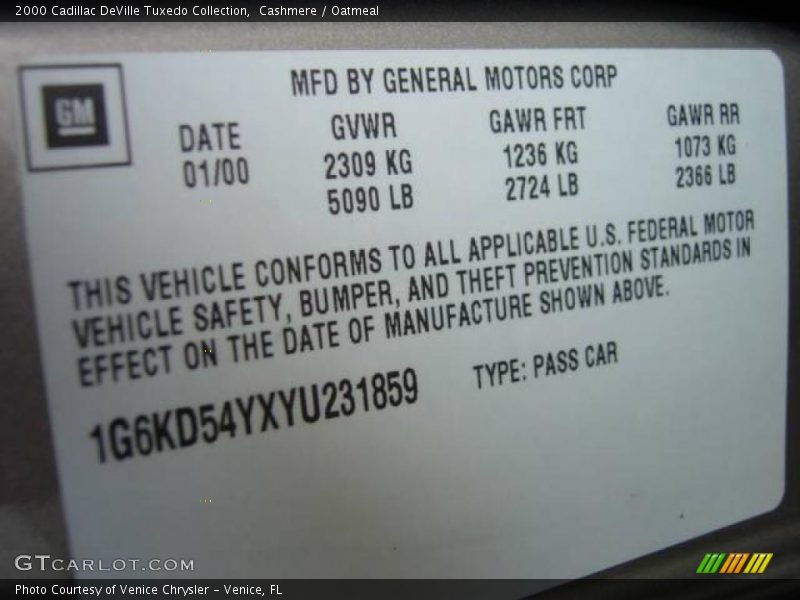 2000 Cadillac DeVille Tuxedo Collection,  Cashmere / Oatmeal
GM
MFD BY GENERAL MOTORS CORP
DATE GVWR GAWR FRT GAWR RR
01/00 2309 KG 1236 KG 1073 KG
5090 LB 2724 LB 2366 LB
THIS VEHICLE CONFORMS TO ALL APPLICABLE U.S. FEDERAL MOTOR
VEHICLE SAFETY, BUMPER, AND THEFT PREVENTION STANDARDS IN
EFFECT ON THE DATE OF MANUFACTURE SHOWN ABOVE.
1G6KD54YXYU231859 TYPE: PASS CAR
GTCARLOT.COM
Photo Courtesy of Venice Chrysler – Venice, FL